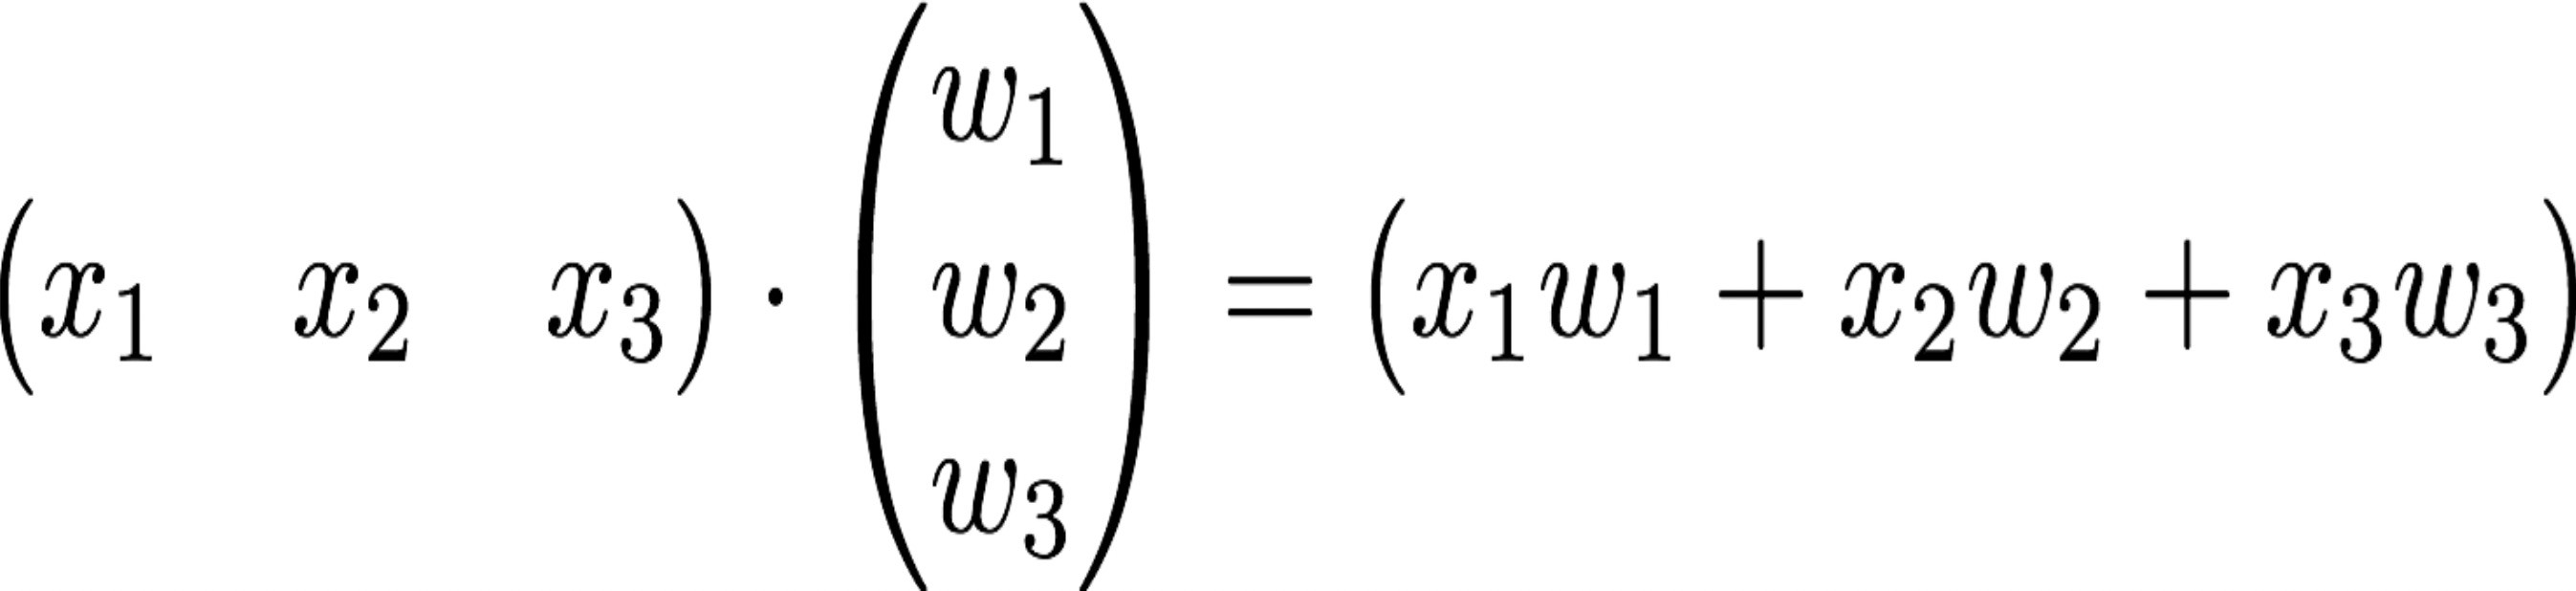 (x₁ x₂ x₃) · (w₁ w₂ w₃) = (x₁w₁ + x₂w₂ + x₃w₃)